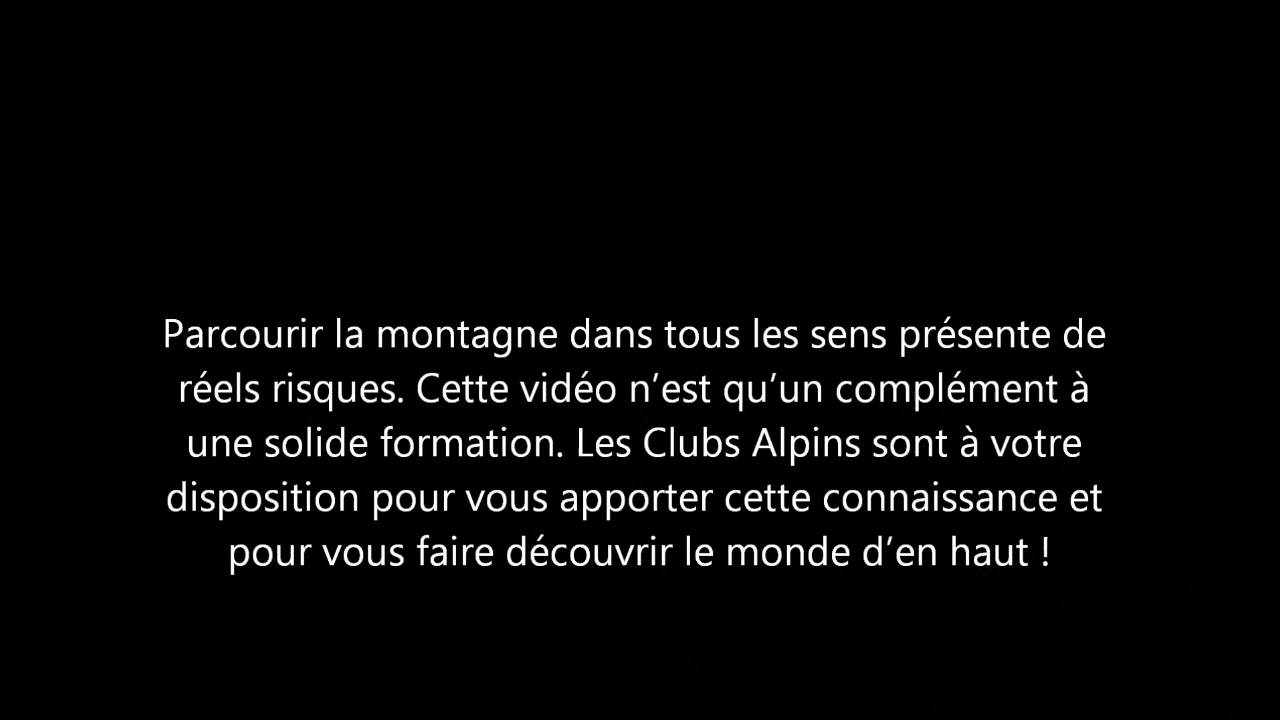 Parcourir la montagne dans tous les sens présente de
réels risques. Cette vidéo n’est qu’un complément à
une solide formation. Les Clubs Alpins sont à votre
disposition pour vous apporter cette connaissance et
pour vous faire découvrir le monde d’en haut !